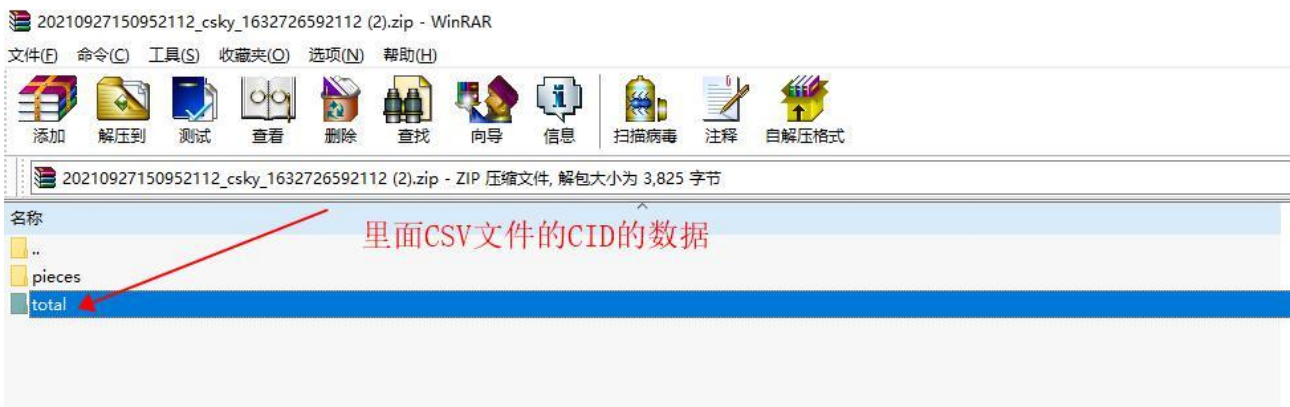 20210927150952112_csky_1632726592112 (2).zip - WinRAR
文件(F) 命令(C) 工具(S) 收藏夹(O) 选项(N) 帮助(H)
添加 解压到 测试 查看 删除 查找 向导 信息 扫描病毒 注释 自解压格式
20210927150952112_csky_1632726592112 (2).zip - ZIP 压缩文件, 解包大小为 3,825 字节
名称
里面CSV文件的CID的数据
..
pieces
total